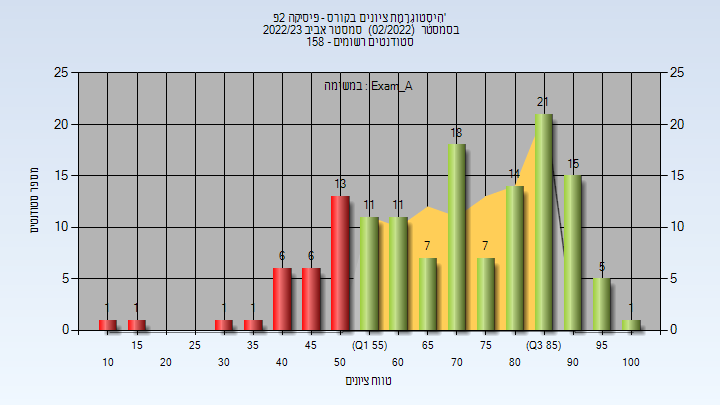 'היסטוגרמת ציונים בקורס - פיסיקה 2פ
בסמסטר (02/2022) סמסטר אביב 2022/23
סטודנטים רשומים - 158
במשימה : Exam_A
מספר סטודנטים
25 25
20 20
15 15
10 10
5 5
0 0
1 1 1 1 6 6 13 11 11 7 18 7 14 21 15 5 1
15 25 35 45 (Q1 55) 65 75 (Q3 85) 95
10 20 30 40 50 60 70 80 90 100
טווח ציונים